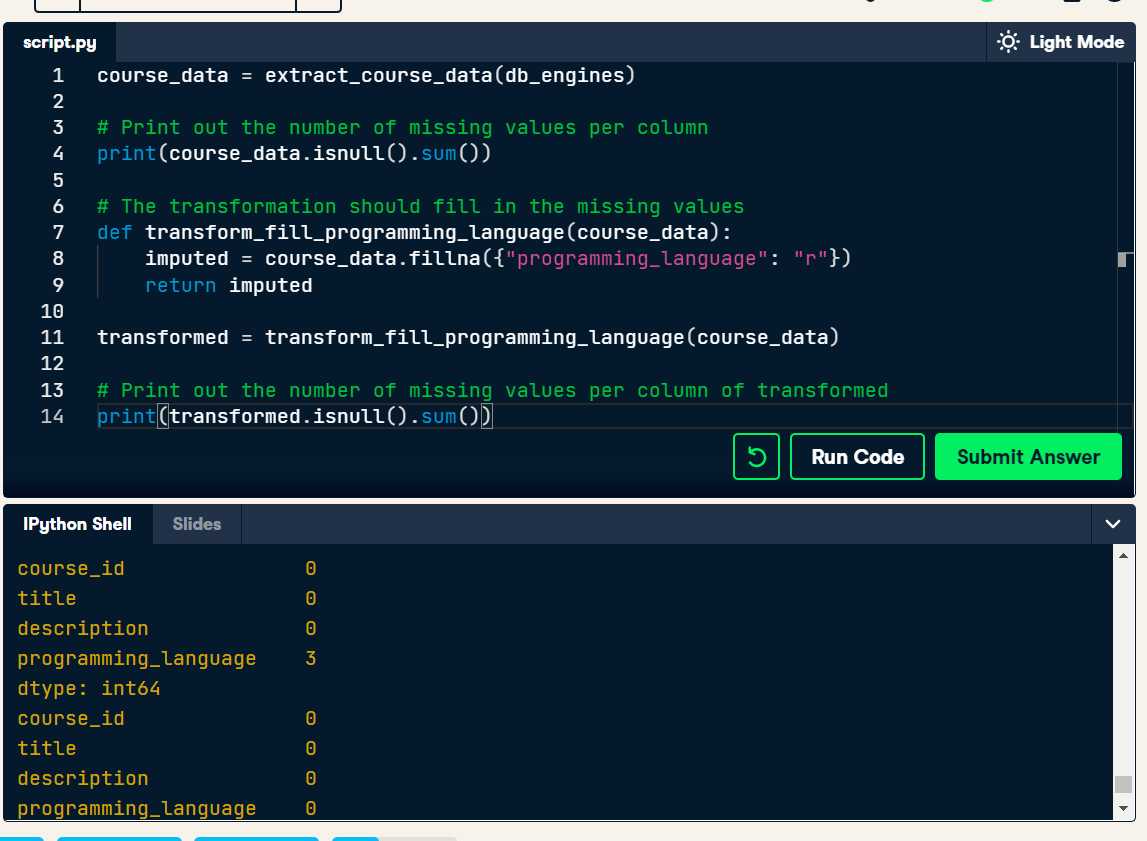 script.py
Light Mode
1 course_data = extract_course_data(db_engines)
2
3 # Print out the number of missing values per column
4 print(course_data.isnull().sum())
5
6 # The transformation should fill in the missing values
7 def transform_fill_programming_language(course_data):
8     imputed = course_data.fillna({"programming_language": "r"})
9     return imputed
10
11 transformed = transform_fill_programming_language(course_data)
12
13 # Print out the number of missing values per column of transformed
14 print(transformed.isnull().sum())
Run Code
Submit Answer
IPython Shell
Slides
course_id 0
title 0
description 0
programming_language 3
dtype: int64
course_id 0
title 0
description 0
programming_language 0